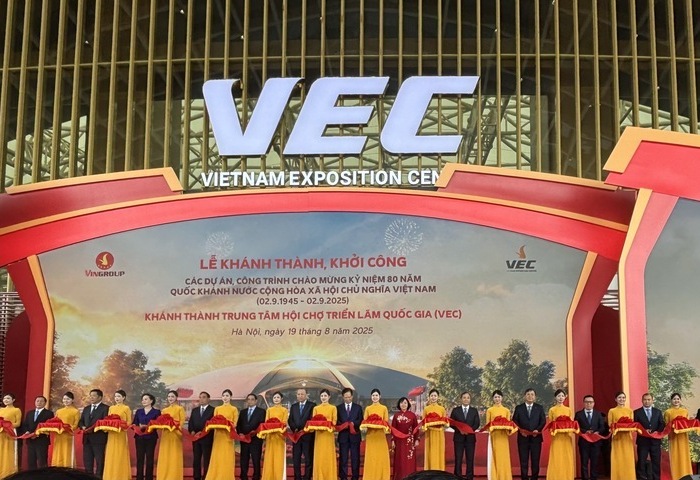 VEC
VIETNAM EXPOSITION CEN
VINGROUP
VEC
LỄ KHÁNH THÀNH, KHỞI CÔNG
CÁC DỰ ÁN, CÔNG TRÌNH CHÀO MỪNG KỶ NIỆM 80 NĂM
QUỐC KHÁNH NƯỚC CỘNG HÒA XÃ HỘI CHỦ NGHĨA VIỆT NAM
(02.9.1945 - 02.9.2025)
KHÁNH THÀNH TRUNG TÂM HỘI CHỢ TRIỂN LÃM QUỐC GIA (VEC)
Hà Nội, ngày 19 tháng 8 năm 2025